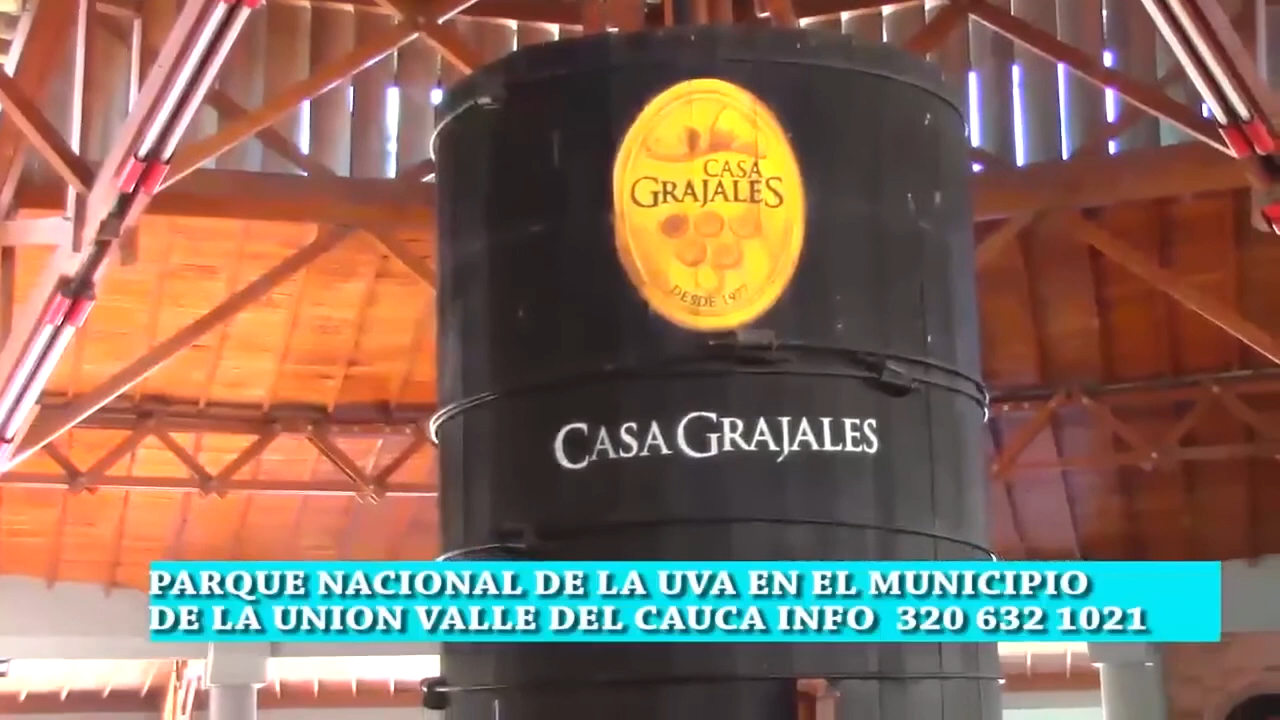 CASA
GRAJALES
DESDE 1977
CASA GRAJALES
PARQUE NACIONAL DE LA UVA EN EL MUNICIPIO
DE LA UNION VALLE DEL CAUCA INFO 320 632 1021